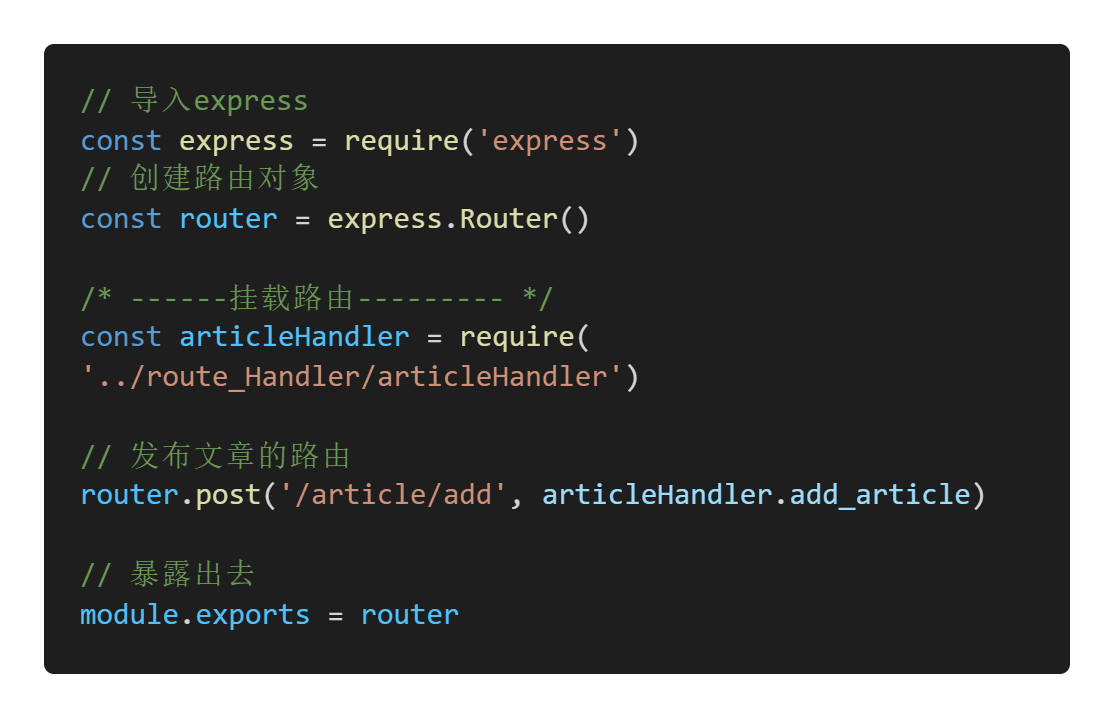 // 导入express
const express = require('express')
// 创建路由对象
const router = express.Router()
/* ------挂载路由--------- */
const articleHandler = require(
'../route_Handler/articleHandler')
// 发布文章的路由
router.post('/article/add', articleHandler.add_article)
// 暴露出去
module.exports = router